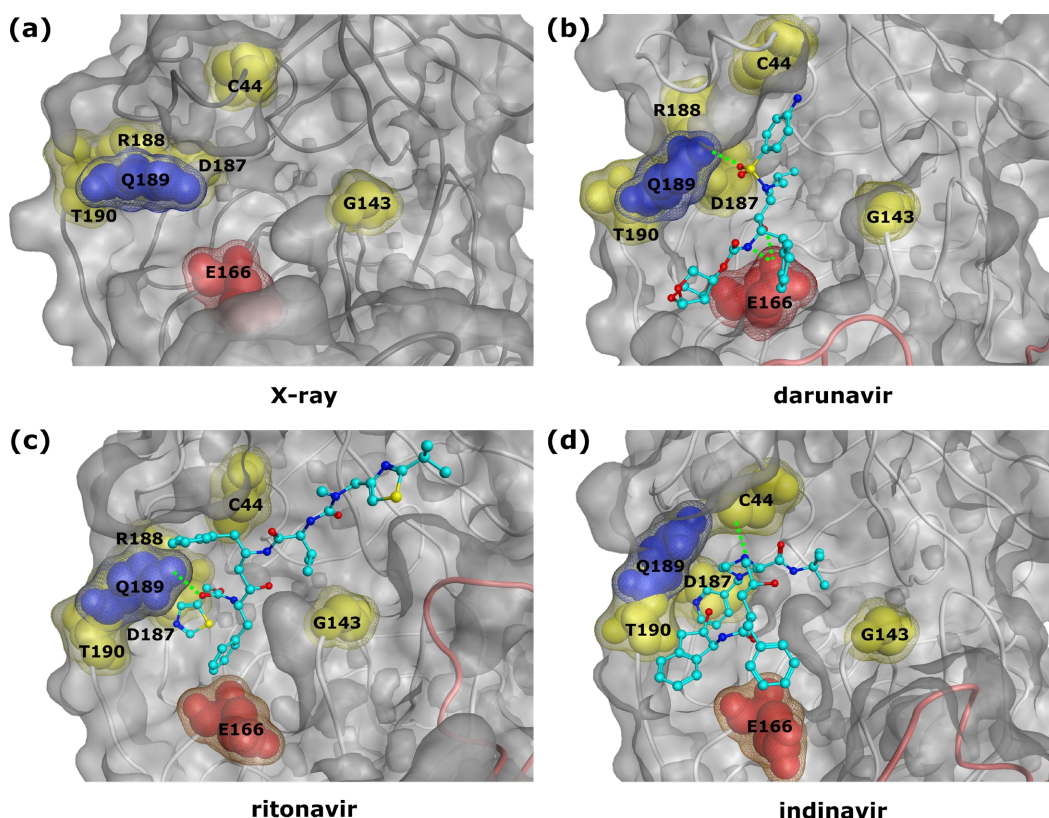 (a)
C44
R188
D187
Q189
T190
G143
E166
X-ray
(b)
C44
R188
Q189
D187
T190
G143
E166
darunavir
(c)
C44
R188
Q189
D187
T190
G143
E166
ritonavir
(d)
C44
Q189
D187
T190
G143
E166
indinavir